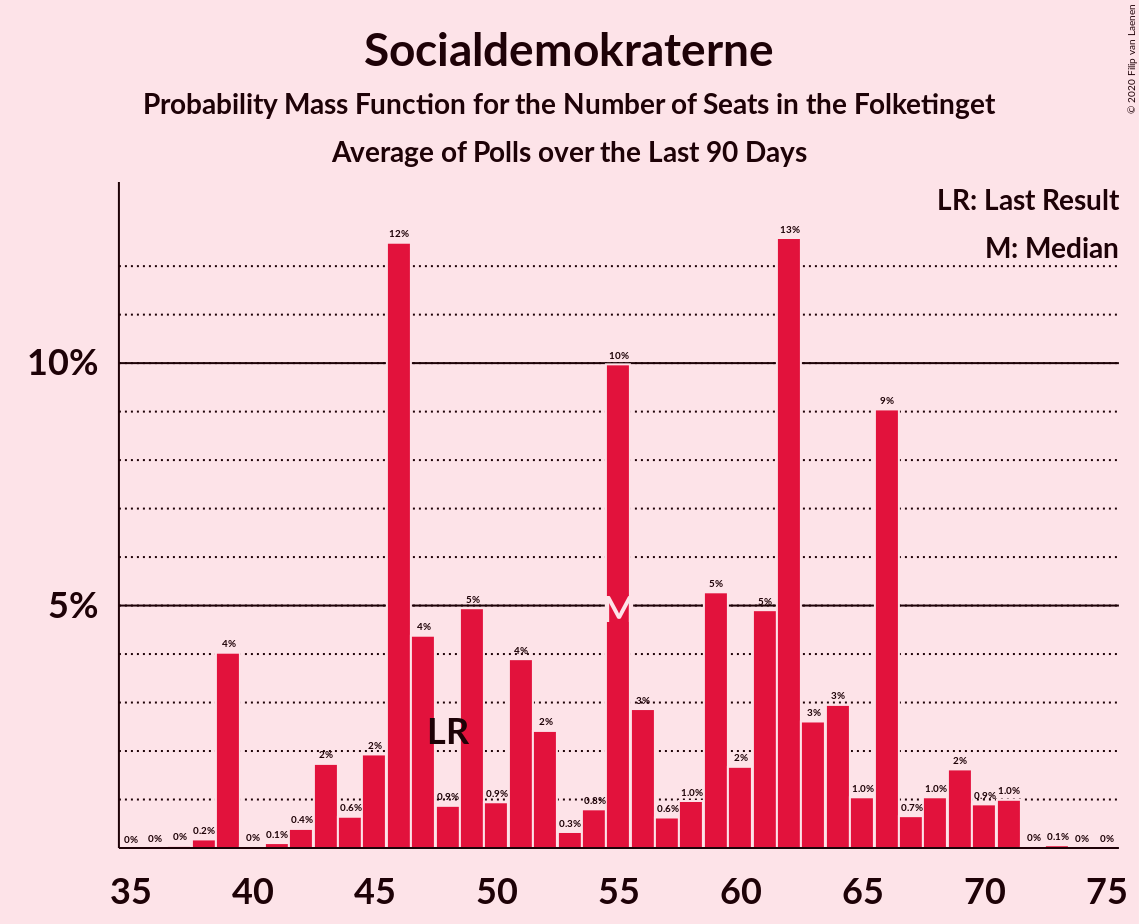 Socialdemokraterne
Probability Mass Function for the Number of Seats in the Folketinget
Average of Polls over the Last 90 Days
© 2020 Filip van Laenen
LR: Last Result
M: Median
10%
5%
0% 0% 0% 0.2% 4% 0% 0.1% 0.4% 2% 0.6% 2% 12% 4% 0.9% 5% 0.9% 4% 2% 0.3% 0.8% 10% 3% 0.6% 1.0% 5% 2% 5% 13% 3% 3% 1.0% 9% 0.7% 1.0% 2% 0.9% 1.0% 0% 0.1% 0% 0%
M
LR
35 40 45 50 55 60 65 70 75